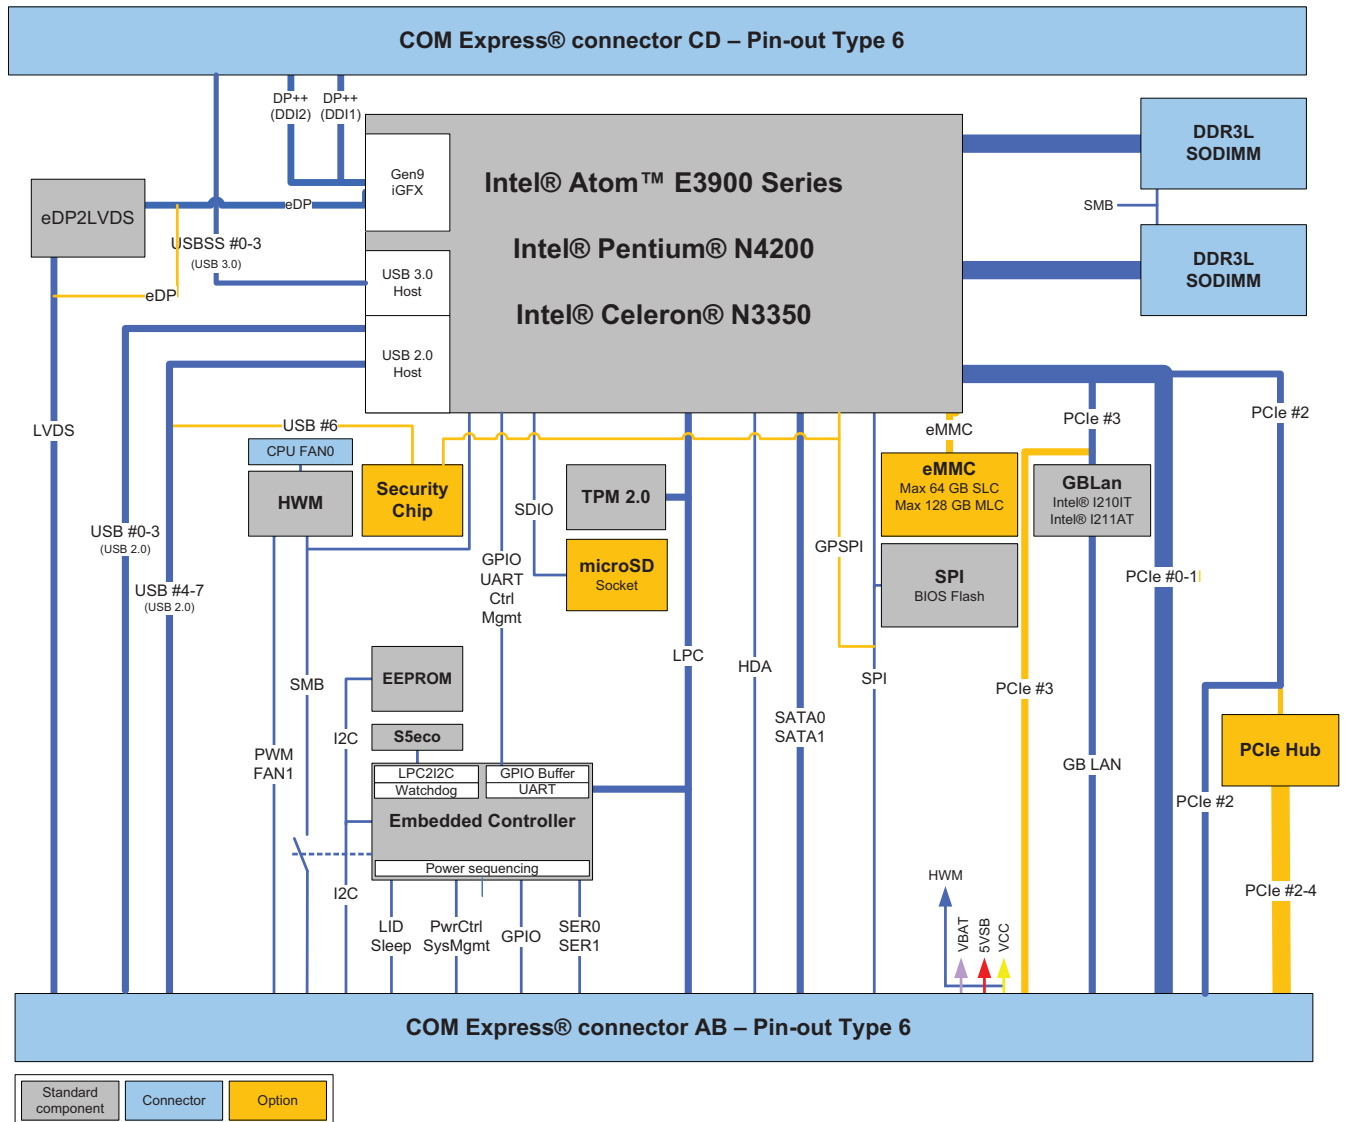 COM Express® connector CD – Pin-out Type 6
DP++
(DDI2)
DP++
(DDI1)
Gen9
iGFX
Intel® Atom™ E3900 Series
Intel® Pentium® N4200
Intel® Celeron® N3350
DDR3L
SODIMM
SMB
DDR3L
SODIMM
eDP2LVDS
eDP
USBSS #0-3
(USB 3.0)
eDP
USB 3.0
Host
USB 2.0
Host
LVDS
USB #6
CPU FAN0
HWM
Security
Chip
SDIO
TPM 2.0
microSD
Socket
GPSPI
eMMC
eMMC
Max 64 GB SLC
Max 128 GB MLC
SPI
BIOS Flash
PCIe #3
GBLan
Intel® I210IT
Intel® I211AT
PCIe #2
USB #0-3
(USB 2.0)
USB #4-7
(USB 2.0)
GPIO
UART
Ctrl
Mgmt
PCIe #0-1
LPC
HDA
SPI
PCIe #3
SMB
EEPROM
I2C
S5eco
SATA0
SATA1
PWM
FAN1
LPC2I2C
Watchdog
GPIO Buffer
UART
Embedded Controller
Power sequencing
GB LAN
PCIe Hub
PCIe #2
PCIe #2-4
I2C
LID
Sleep
PwrCtrl
SysMgmt
GPIO
SER0
SER1
HWM
VBAT
5VSB
VCC
COM Express® connector AB – Pin-out Type 6
Standard
component
Connector
Option